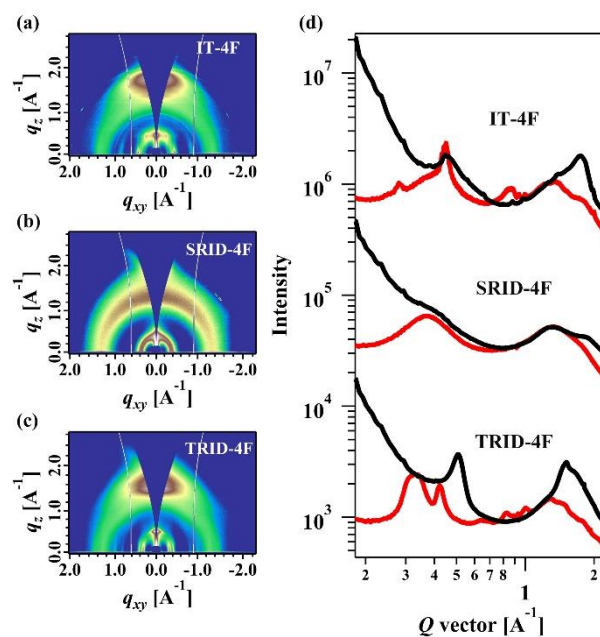 (a)
IT-4F
q_z [A^-1]
2.0
1.0
0.0
2.0 1.0 0.0 -1.0 -2.0
q_xy [A^-1]
(b)
SRID-4F
q_z [A^-1]
2.0
1.0
0.0
2.0 1.0 0.0 -1.0 -2.0
q_xy [A^-1]
(c)
TRID-4F
q_z [A^-1]
2.0
1.0
0.0
2.0 1.0 0.0 -1.0 -2.0
q_xy [A^-1]
(d)
Intensity
10^7
10^6
10^5
10^4
10^3
IT-4F
SRID-4F
TRID-4F
2 3 4 5 6 7 8 1 2
Q vector [A^-1]